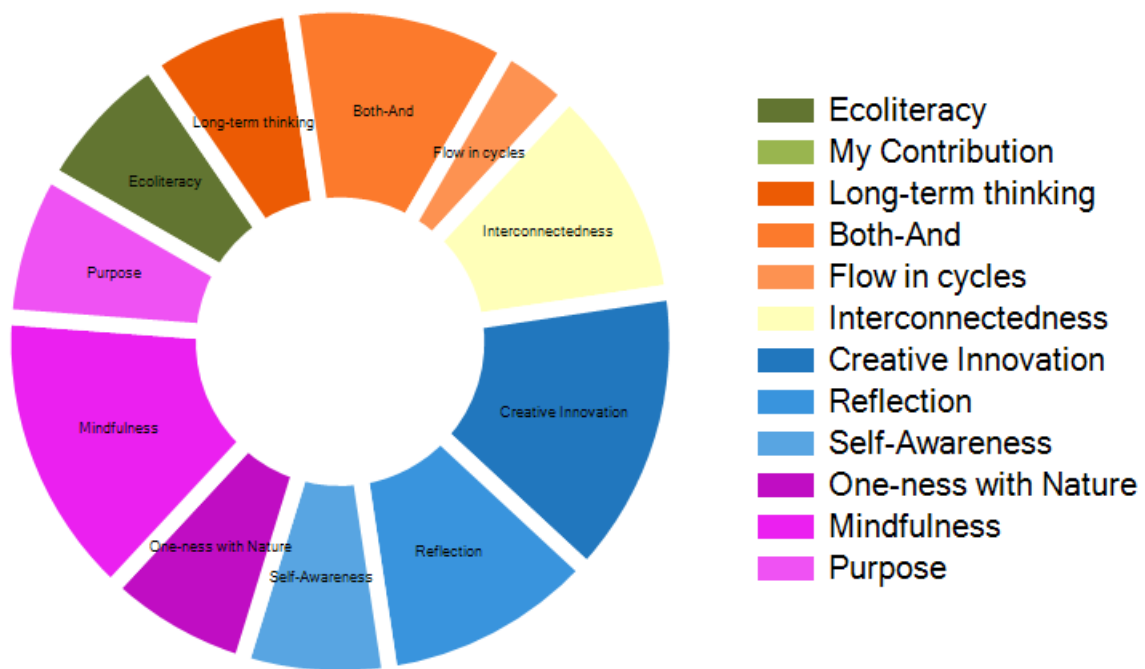 Both-And
Long-term thinking
Flow in cycles
Ecoliteracy
Interconnectedness
Purpose
Creative Innovation
Mindfulness
One-ness with Nature
Reflection
Self-Awareness
Ecoliteracy
My Contribution
Long-term thinking
Both-And
Flow in cycles
Interconnectedness
Creative Innovation
Reflection
Self-Awareness
One-ness with Nature
Mindfulness
Purpose